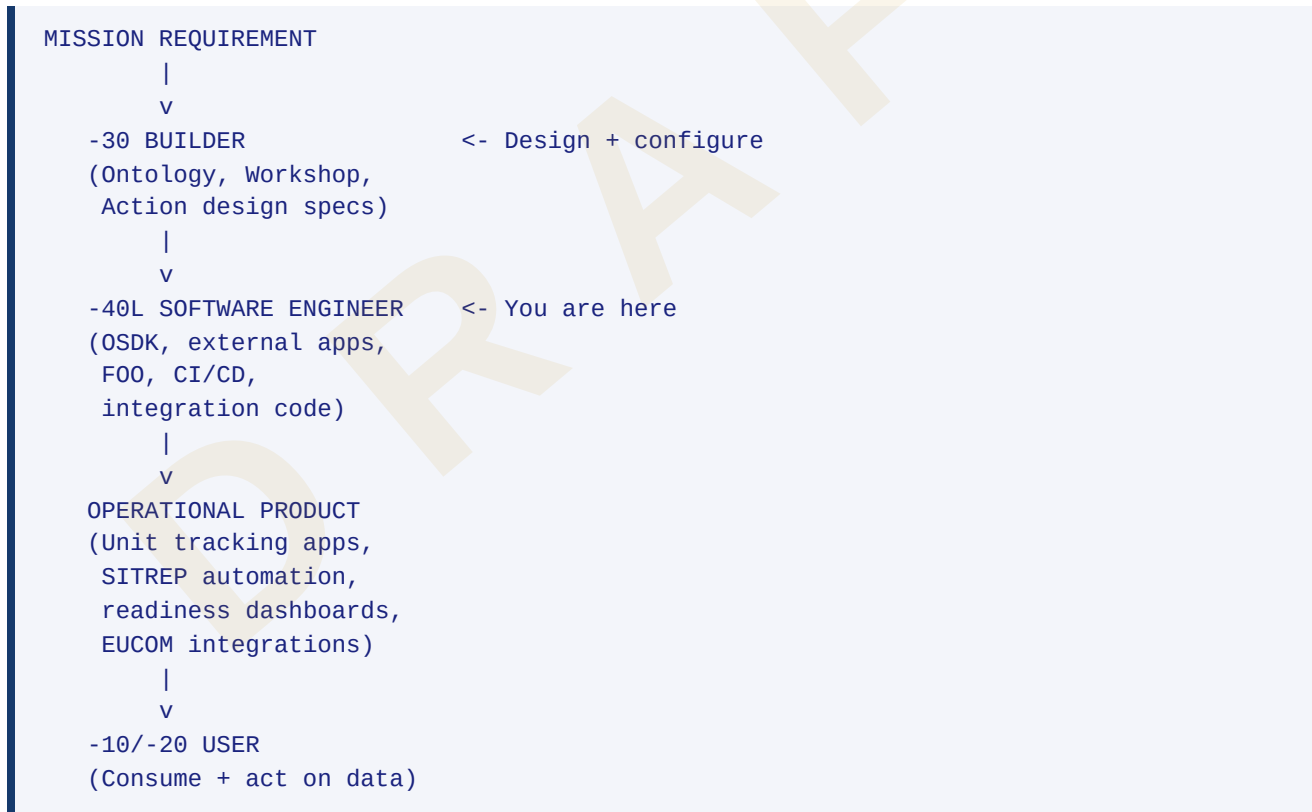 MISSION REQUIREMENT
|
v
-30 BUILDER <- Design + configure
(Ontology, Workshop,
Action design specs)
|
v
-40L SOFTWARE ENGINEER <- You are here
(OSDK, external apps,
FOO, CI/CD,
integration code)
|
v
OPERATIONAL PRODUCT
(Unit tracking apps,
SITREP automation,
readiness dashboards,
EUCOM integrations)
|
v
-10/-20 USER
(Consume + act on data)
DRAF